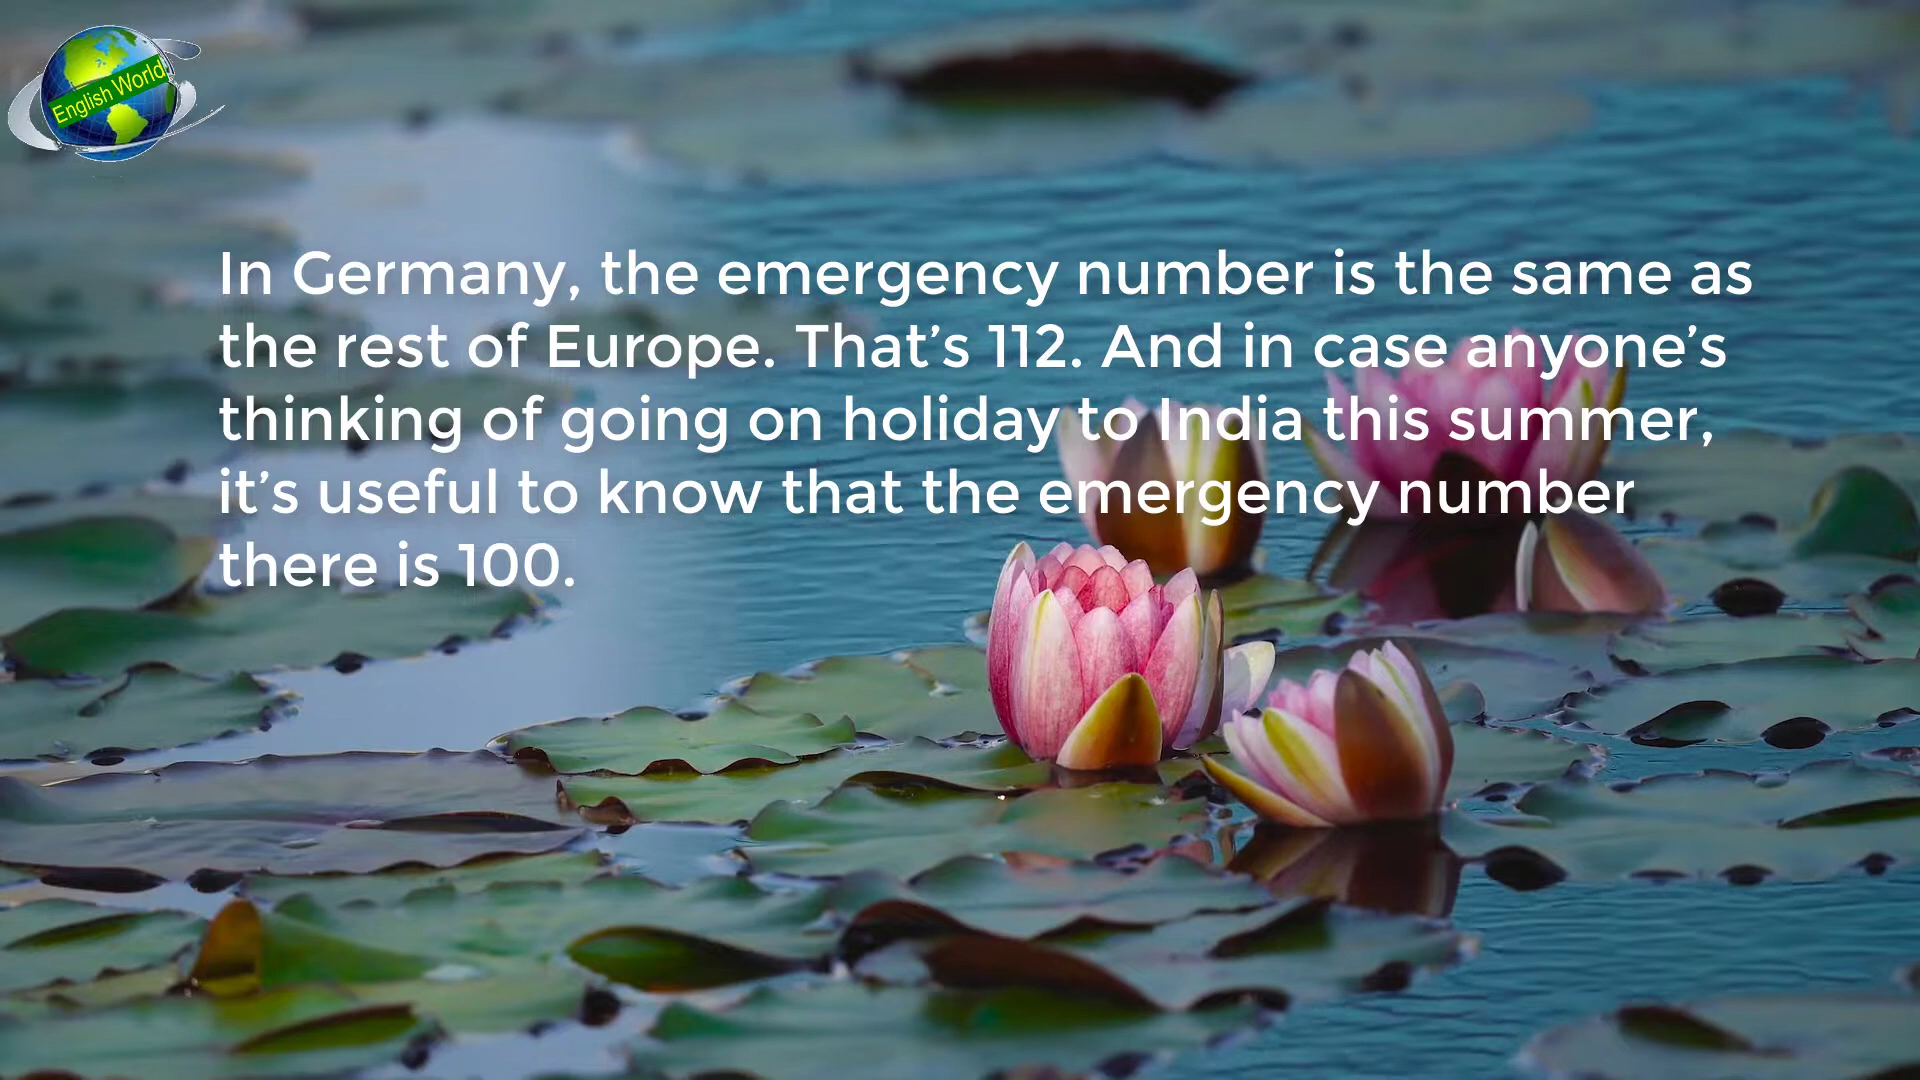 English World
In Germany, the emergency number is the same as
the rest of Europe. That’s 112. And in case anyone’s
thinking of going on holiday to India this summer,
it’s useful to know that the emergency number
there is 100.